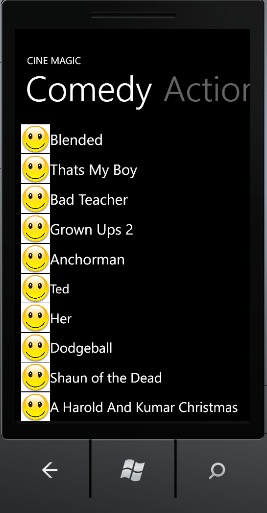 CINE MAGIC
Comedy Action
Blended
Thats My Boy
Bad Teacher
Grown Ups 2
Anchorman
Ted
Her
Dodgeball
Shaun of the Dead
A Harold And Kumar Christmas